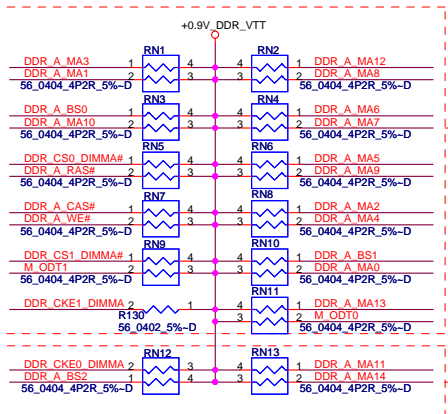 +0.9V_DDR_VTT
RN1 RN2
DDR_A_MA3 1 4 4 1 DDR_A_MA12
DDR_A_MA1 2 3 3 2 DDR_A_MA8
56_0404_4P2R_5%~D 56_0404_4P2R_5%~D
RN3 RN4
DDR_A_BS0 1 4 4 1 DDR_A_MA6
DDR_A_MA10 2 3 3 2 DDR_A_MA7
56_0404_4P2R_5%~D 56_0404_4P2R_5%~D
RN5 RN6
DDR_CS0_DIMMA# 1 4 4 1 DDR_A_MA5
DDR_A_RAS# 2 3 3 2 DDR_A_MA9
56_0404_4P2R_5%~D 56_0404_4P2R_5%~D
RN7 RN8
DDR_A_CAS# 1 4 4 1 DDR_A_MA2
DDR_A_WE# 2 3 3 2 DDR_A_MA4
56_0404_4P2R_5%~D 56_0404_4P2R_5%~D
RN9 RN10
DDR_CS1_DIMMA# 1 4 4 1 DDR_A_BS1
M_ODT1 2 3 3 2 DDR_A_MA0
56_0404_4P2R_5%~D 56_0404_4P2R_5%~D
RN11
DDR_CKE1_DIMMA 2 1 4 1 DDR_A_MA13
R130 3 2 M_ODT0
56_0402_5%~D 56_0404_4P2R_5%~D
RN12 RN13
DDR_CKE0_DIMMA 2 3 4 1 DDR_A_MA11
DDR_A_BS2 1 4 3 2 DDR_A_MA14
56_0404_4P2R_5%~D 56_0404_4P2R_5%~D